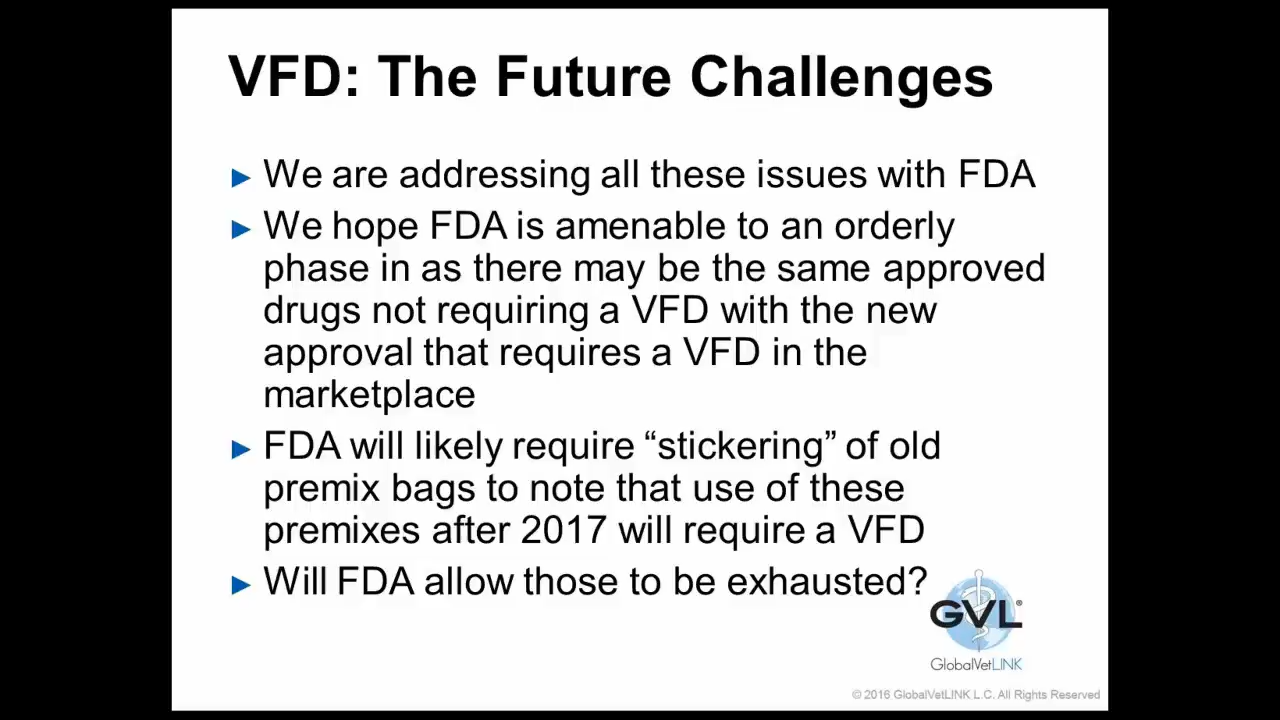 VFD: The Future Challenges
► We are addressing all these issues with FDA
► We hope FDA is amenable to an orderly
phase in as there may be the same approved
drugs not requiring a VFD with the new
approval that requires a VFD in the
marketplace
► FDA will likely require “stickering” of old
premix bags to note that use of these
premixes after 2017 will require a VFD
► Will FDA allow those to be exhausted?
GVL®
GlobalVetLINK
© 2016 GlobalVetLINK L.C. All Rights Reserved